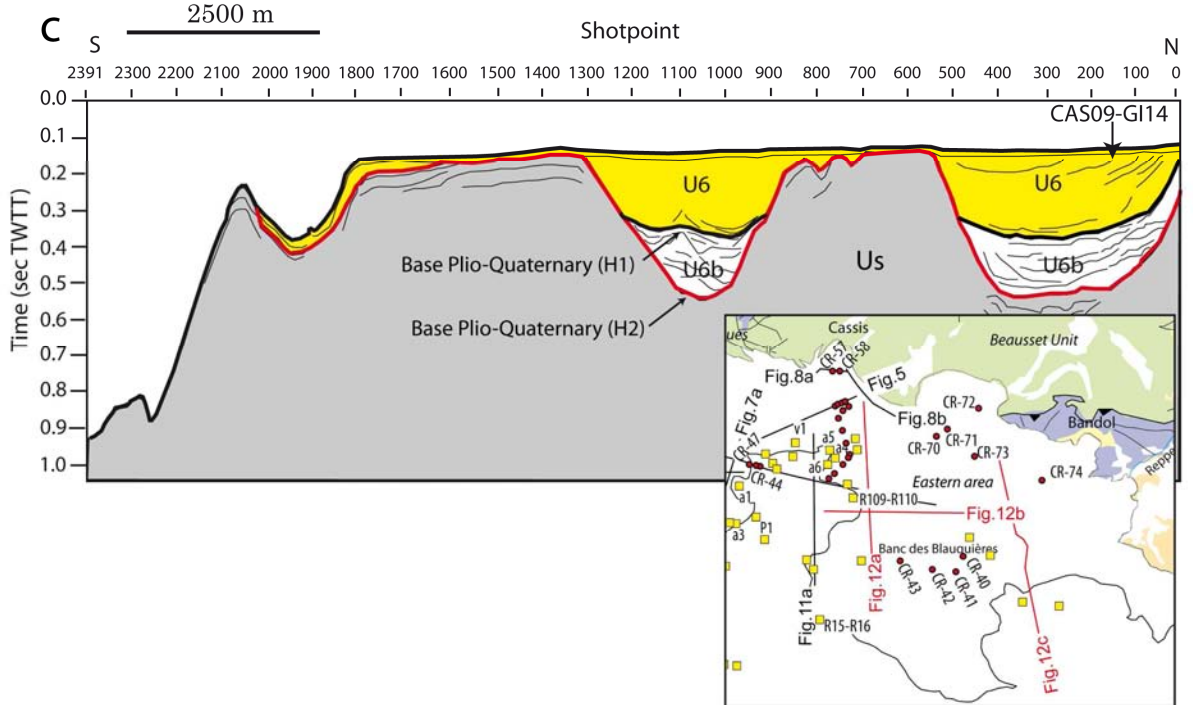 C
2500 m
Shotpoint
S
N
2391 2300 2200 2100 2000 1900 1800 1700 1600 1500 1400 1300 1200 1100 1000 900 800 700 600 500 400 300 200 100 0
Time (sec TWTT)
0.0
0.1
0.2
0.3
0.4
0.5
0.6
0.7
0.8
0.9
1.0
CAS09-GI14
U6
U6
U6b
U6b
Us
Base Plio-Quaternary (H1)
Base Plio-Quaternary (H2)
ues
Cassis
Beausset Unit
CR-57
CR-58
Fig.8a
Fig.5
Fig.7a
Fig.8b
CR-72
Bandol
v1
a5
a4
a6
CR-70
CR-71
CR-73
CR-47
CR-44
CR-74
Reppe
Eastern area
a1
R109-R110
Fig.12b
a3
P1
Banc des Blauquières
CR-43
CR-42
CR-41
CR-40
Fig.12a
Fig.11a
R15-R16
Fig.12c